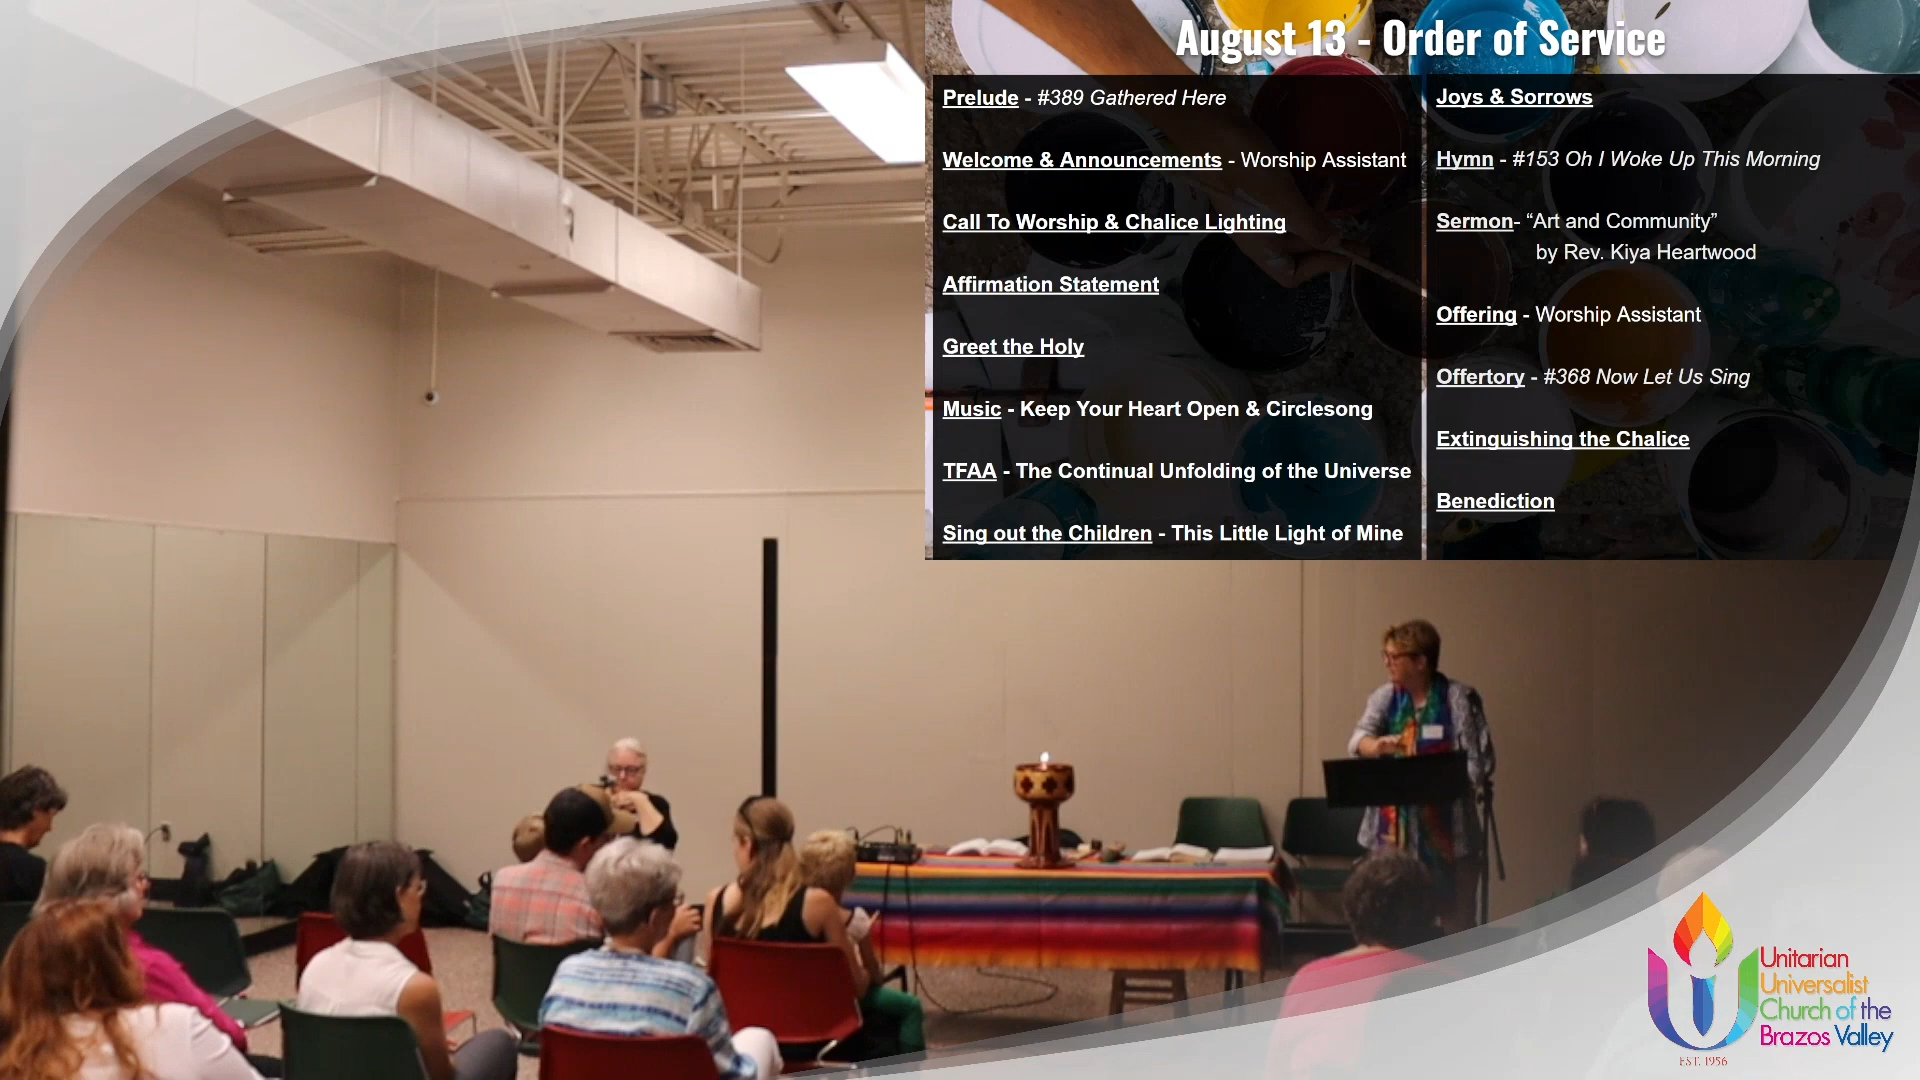 August 13 - Order of Service
Prelude - #389 Gathered Here
Welcome & Announcements - Worship Assistant
Call To Worship & Chalice Lighting
Affirmation Statement
Greet the Holy
Music - Keep Your Heart Open & Circlesong
TFAA - The Continual Unfolding of the Universe
Sing out the Children - This Little Light of Mine
Joys & Sorrows
Hymn - #153 Oh I Woke Up This Morning
Sermon- “Art and Community”
by Rev. Kiya Heartwood
Offering - Worship Assistant
Offertory - #368 Now Let Us Sing
Extinguishing the Chalice
Benediction
Unitarian
Universalist
Church of the
Brazos Valley
EST. 1956